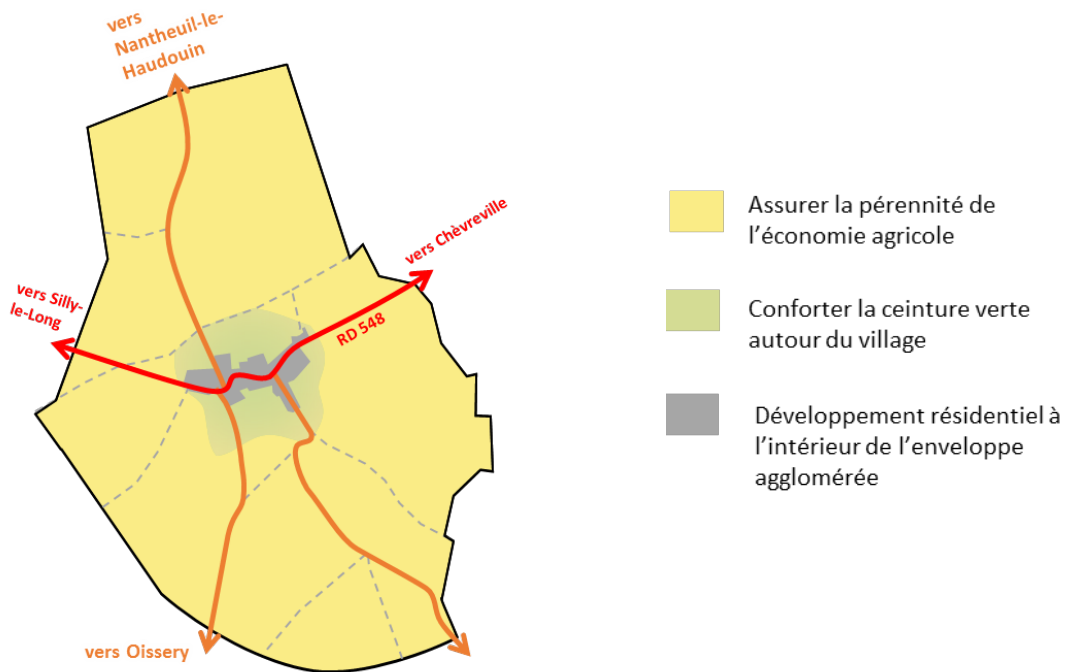 vers
Nantheuil-le-
Haudouin
vers Chèvreville
RD 548
vers Silly-
le-Long
vers Oissery
Assurer la pérennité de
l'économie agricole
Conforter la ceinture verte
autour du village
Développement résidentiel à
l'intérieur de l'enveloppe
agglomérée